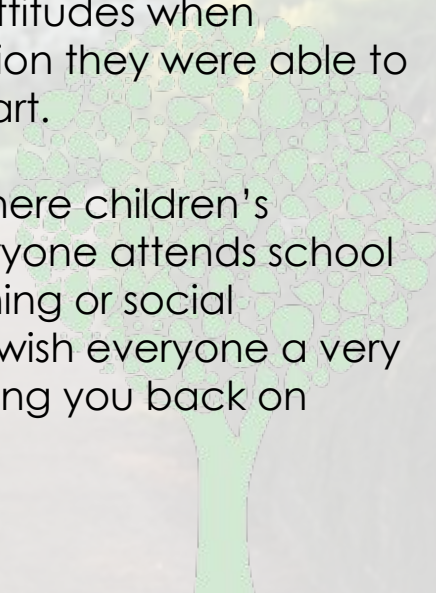 ttitudes when
ion they were able to
art.
here children's
ryone attends school
ning or social
wish everyone a very
ng you back on